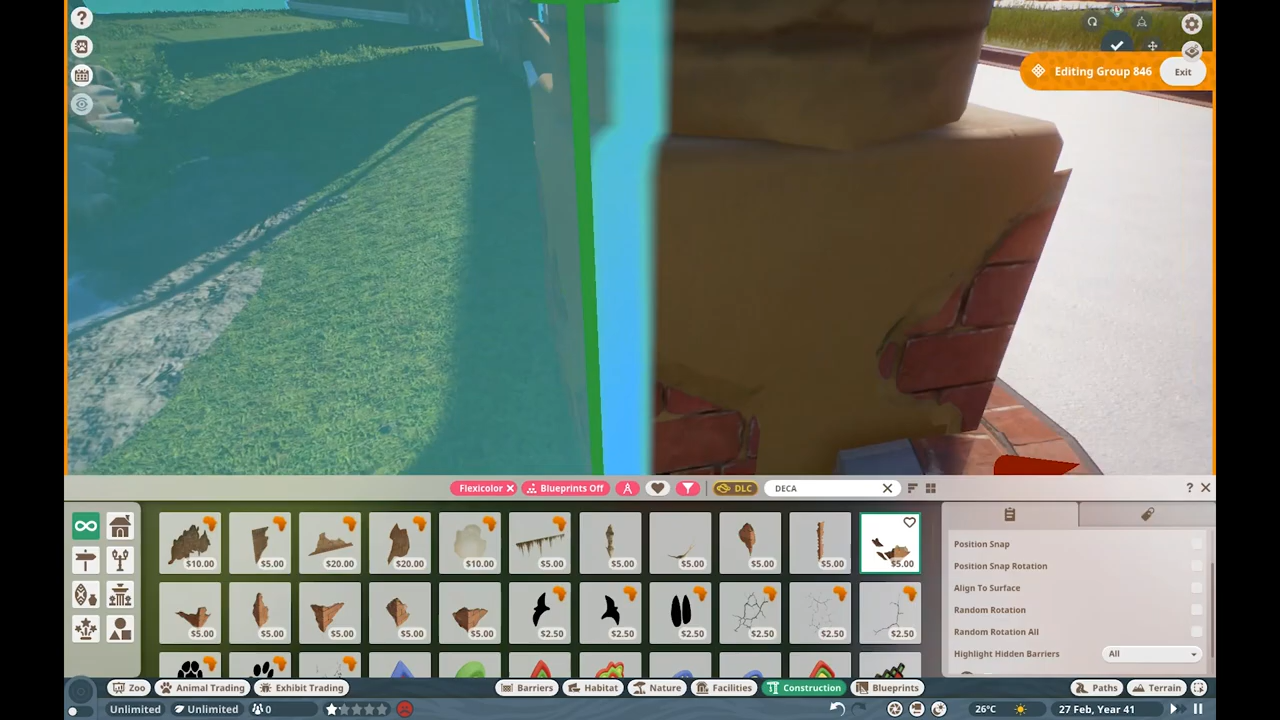 Editing Group 846 Exit
Flexicolor Blueprints Off DLC DECA
$10.00 $5.00 $20.00 $20.00 $10.00 $5.00 $5.00 $5.00 $5.00 $5.00 $5.00
$5.00 $5.00 $5.00 $5.00 $5.00 $2.50 $2.50 $2.50 $2.50 $2.50 $2.50
Position Snap
Position Snap Rotation
Align To Surface
Random Rotation
Random Rotation All
Highlight Hidden Barriers All
Zoo Animal Trading Exhibit Trading Barriers Habitat Nature Facilities Construction Blueprints Paths Terrain
Unlimited Unlimited 0 26°C 27 Feb, Year 41